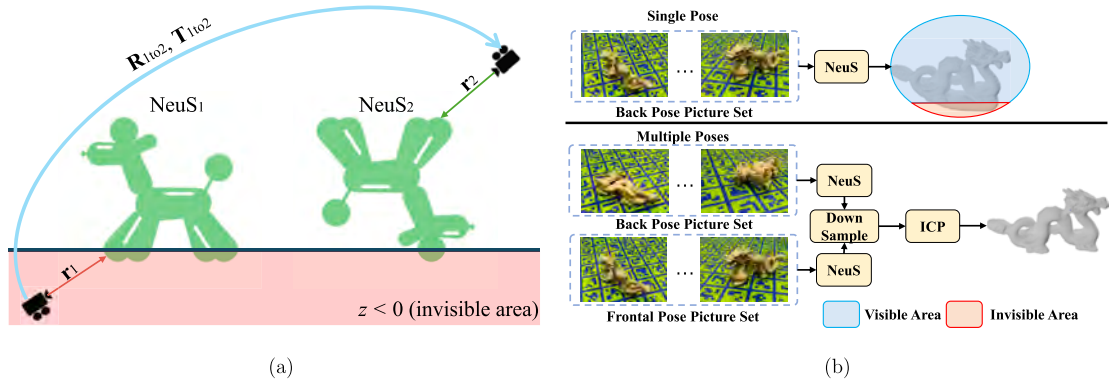 R1to2, T1to2
NeuS1
NeuS2
r2
r1
z < 0 (invisible area)
(a)
Single Pose
...
NeuS
Back Pose Picture Set
Multiple Poses
...
NeuS
Back Pose Picture Set
Down
Sample
ICP
...
NeuS
Frontal Pose Picture Set
Visible Area
Invisible Area
(b)